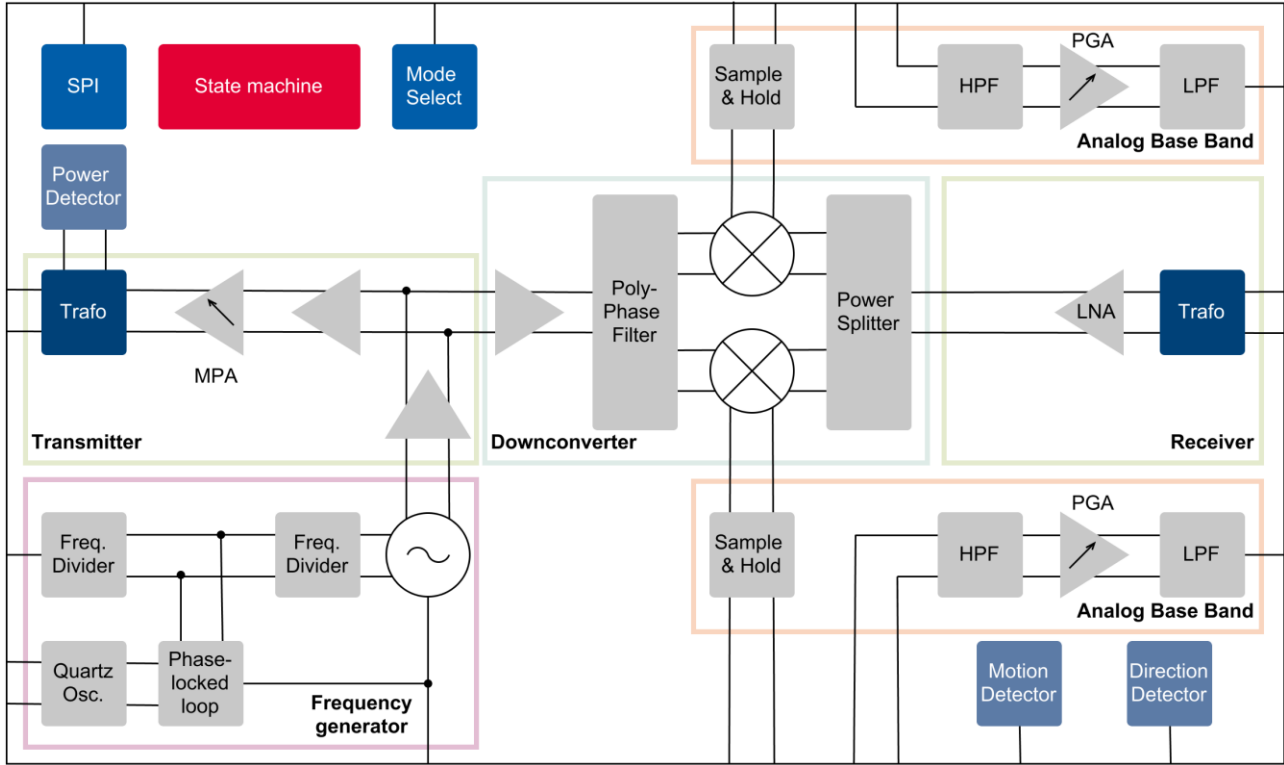 SPI
State machine
Mode
Select
Sample
& Hold
HPF
PGA
LPF
Analog Base Band
Power
Detector
Trafo
MPA
Transmitter
Poly-
Phase
Filter
Power
Splitter
Downconverter
LNA
Trafo
Receiver
Freq.
Divider
Freq.
Divider
Quartz
Osc.
Phase-
locked
loop
Frequency
generator
Sample
& Hold
HPF
PGA
LPF
Analog Base Band
Motion
Detector
Direction
Detector